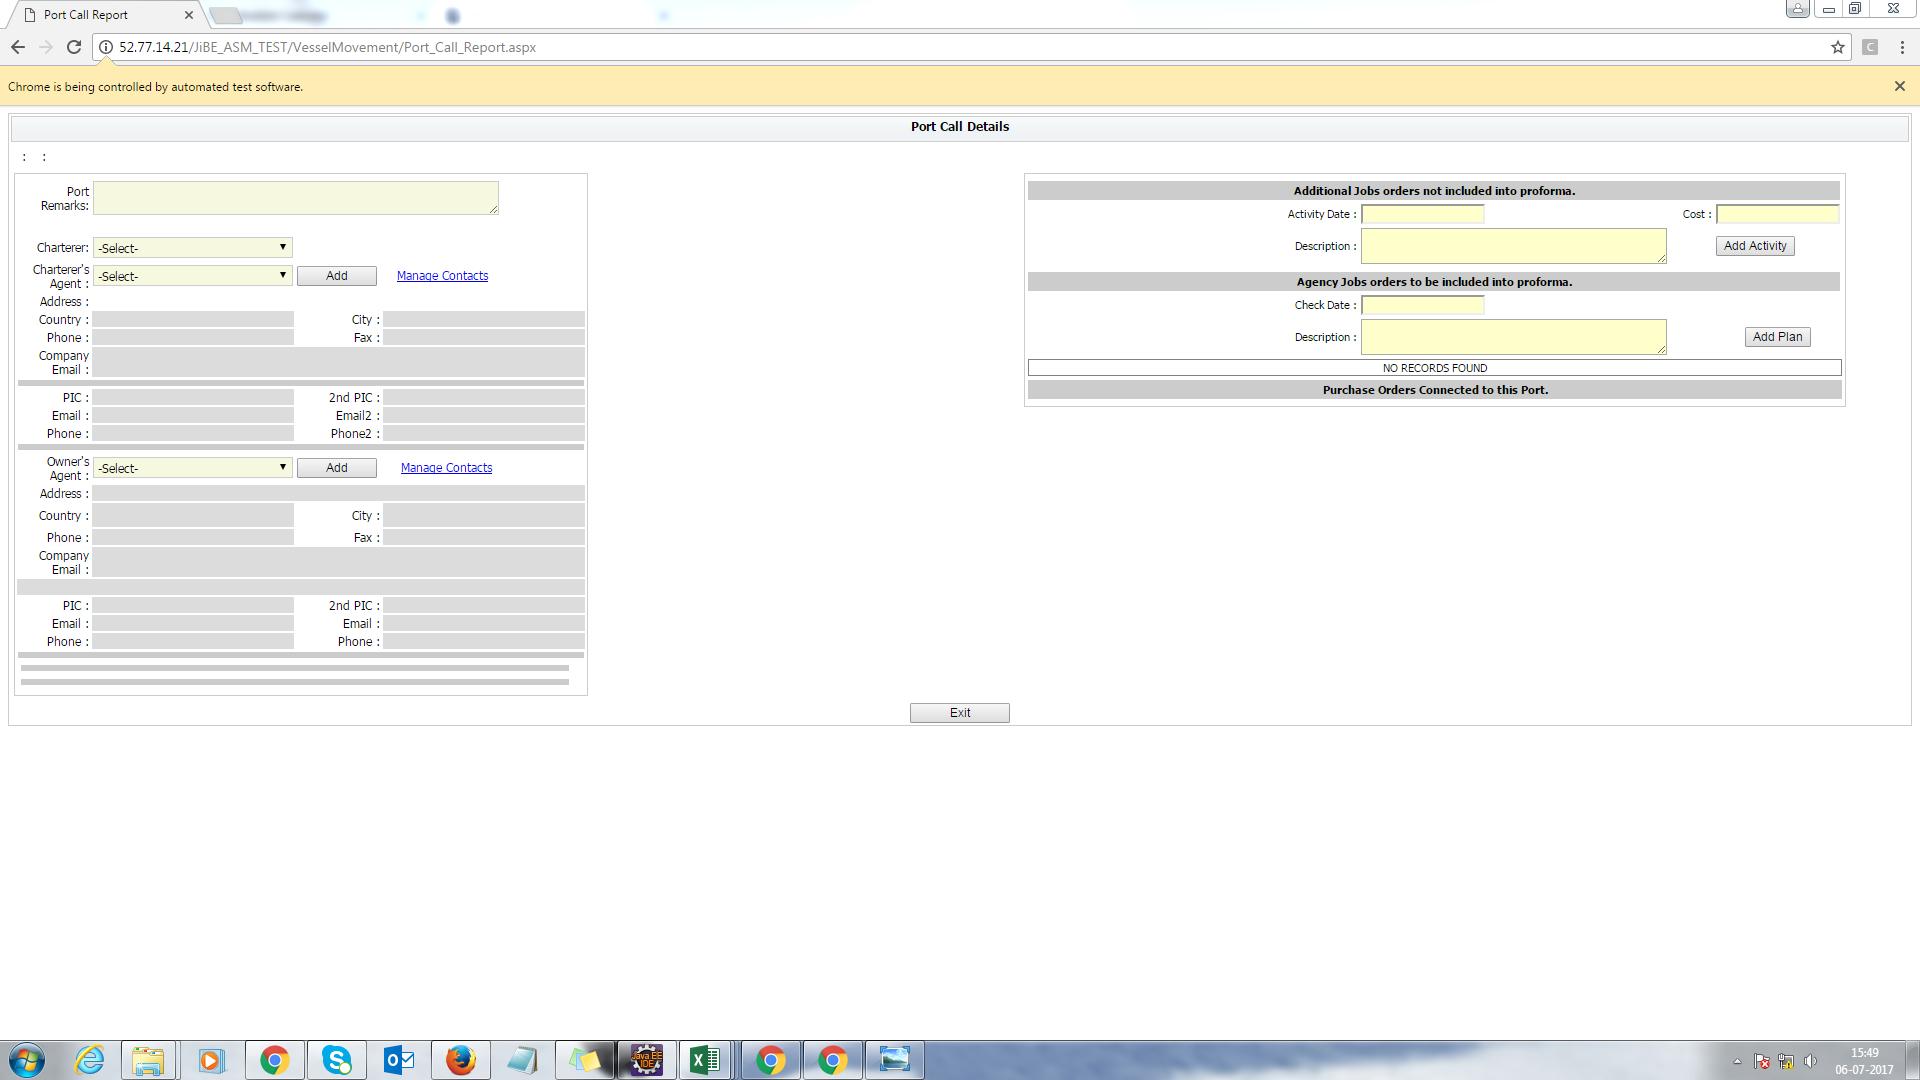 Port Call Report
52.77.14.21/JiBE_ASM_TEST/VesselMovement/Port_Call_Report.aspx
C
Chrome is being controlled by automated test software.
Port Call Details
: :
Port Remarks:
Charterer: -Select-
Charterer's Agent : -Select- Add Manage Contacts
Address :
Country : City :
Phone : Fax :
Company Email :
PIC : 2nd PIC :
Email : Email2 :
Phone : Phone2 :
Owner's Agent : -Select- Add Manage Contacts
Address :
Country : City :
Phone : Fax :
Company Email :
PIC : 2nd PIC :
Email : Email :
Phone : Phone :
Additional Jobs orders not included into proforma.
Activity Date : Cost :
Description : Add Activity
Agency Jobs orders to be included into proforma.
Check Date :
Description : Add Plan
NO RECORDS FOUND
Purchase Orders Connected to this Port.
Exit
Java EE
IDE
15:49
06-07-2017